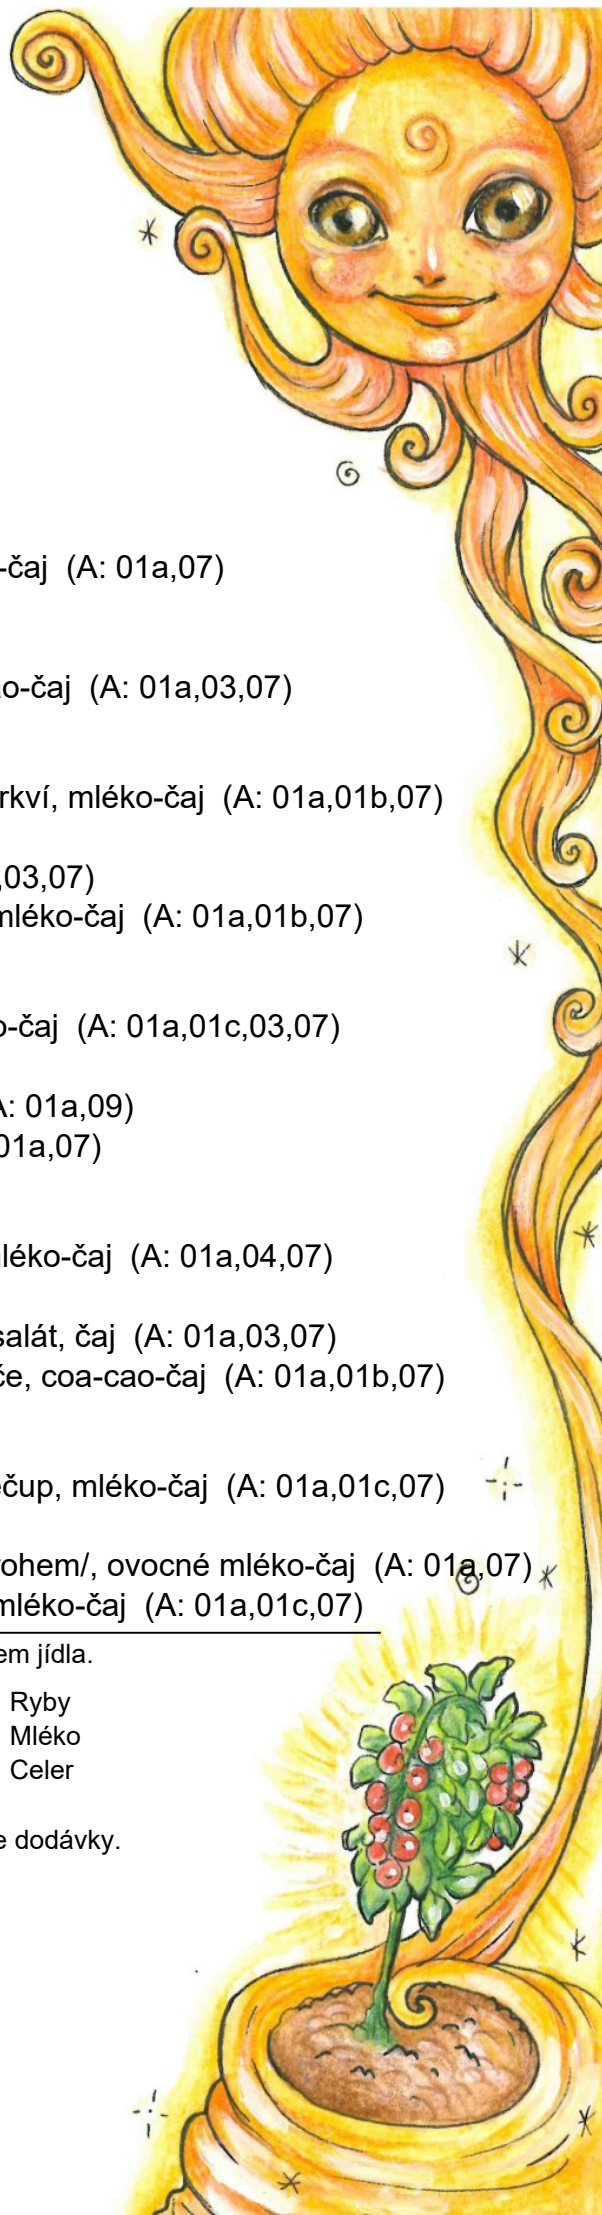 -čaj (A: 01a,07)
o-čaj (A: 01a,03,07)
rkví, mléko-čaj (A: 01a,01b,07)
,03,07)
mléko-čaj (A: 01a,01b,07)
o-čaj (A: 01a,01c,03,07)
A: 01a,09)
01a,07)
léko-čaj (A: 01a,04,07)
salát, čaj (A: 01a,03,07)
če, coa-cao-čaj (A: 01a,01b,07)
ečup, mléko-čaj (A: 01a,01c,07)
rohem/, ovocné mléko-čaj (A: 01a,07)
mléko-čaj (A: 01a,01c,07)
em jídla.
Ryby
Mléko
Celer
e dodávky.